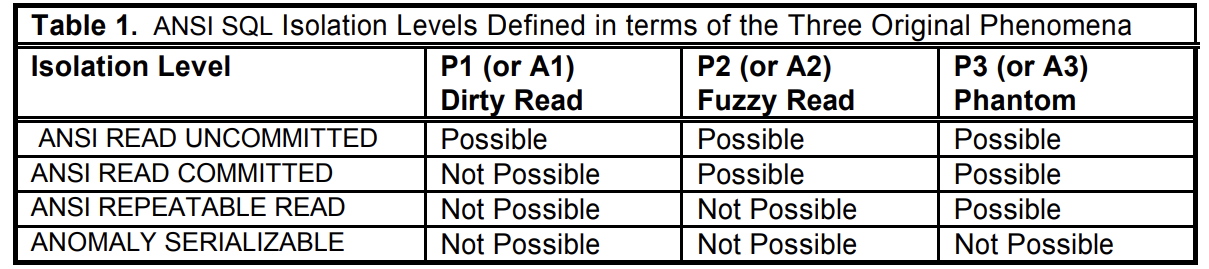 Table 1. ANSI SQL Isolation Levels Defined in terms of the Three Original Phenomena
Isolation Level P1 (or A1) P2 (or A2) P3 (or A3)
Dirty Read Fuzzy Read Phantom
ANSI READ UNCOMMITTED Possible Possible Possible
ANSI READ COMMITTED Not Possible Possible Possible
ANSI REPEATABLE READ Not Possible Not Possible Possible
ANOMALY SERIALIZABLE Not Possible Not Possible Not Possible